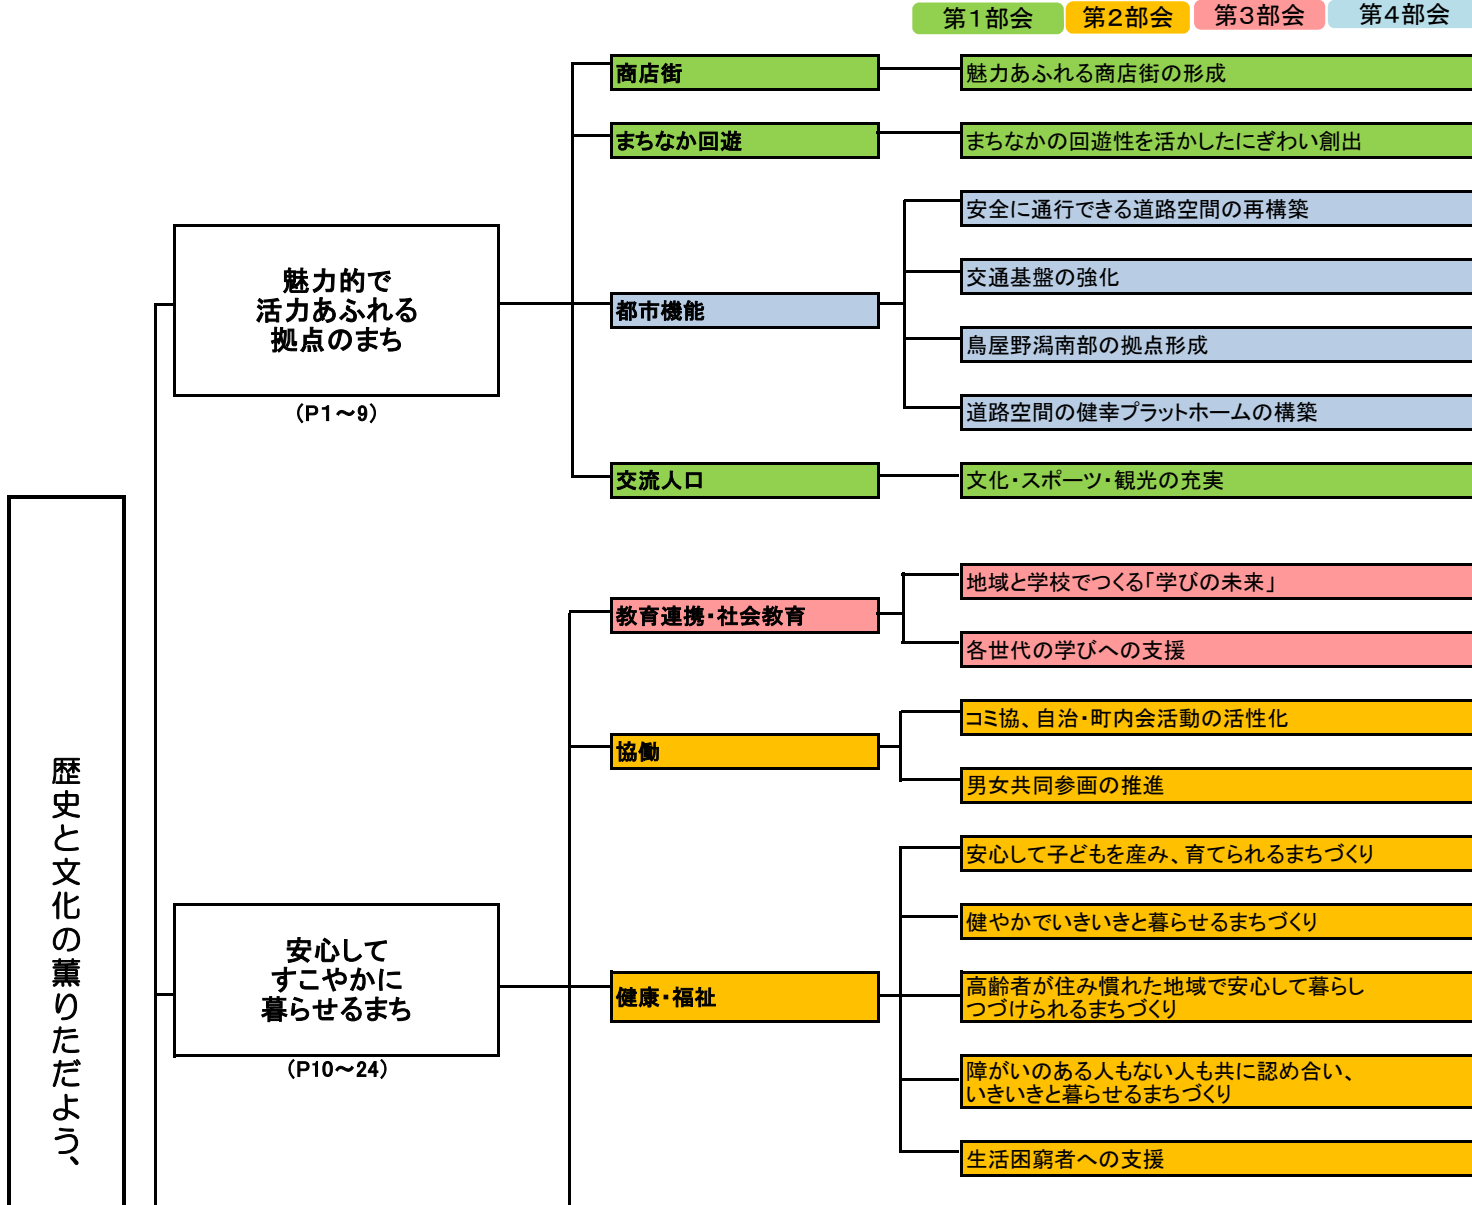 第１部会
第２部会
第３部会
第４部会
商店街
魅力あふれる商店街の形成
まちなか回遊
まちなかの回遊性を活かしたにぎわい創出
安全に通行できる道路空間の再構築
魅力的で
活力あふれる
拠点のまち
(P1～9)
都市機能
交通基盤の強化
鳥屋野潟南部の拠点形成
道路空間の健幸プラットホームの構築
交流人口
文化・スポーツ・観光の充実
教育連携・社会教育
地域と学校でつくる「学びの未来」
各世代の学びへの支援
協働
コミ協、自治・町内会活動の活性化
男女共同参画の推進
歴史と文化の薫りただよう、
安心して
すこやかに
暮らせるまち
(P10～24)
健康・福祉
安心して子どもを産み、育てられるまちづくり
健やかでいきいきと暮らせるまちづくり
高齢者が住み慣れた地域で安心して暮らし
つづけられるまちづくり
障がいのある人もない人も共に認め合い、
いきいきと暮らせるまちづくり
生活困窮者への支援